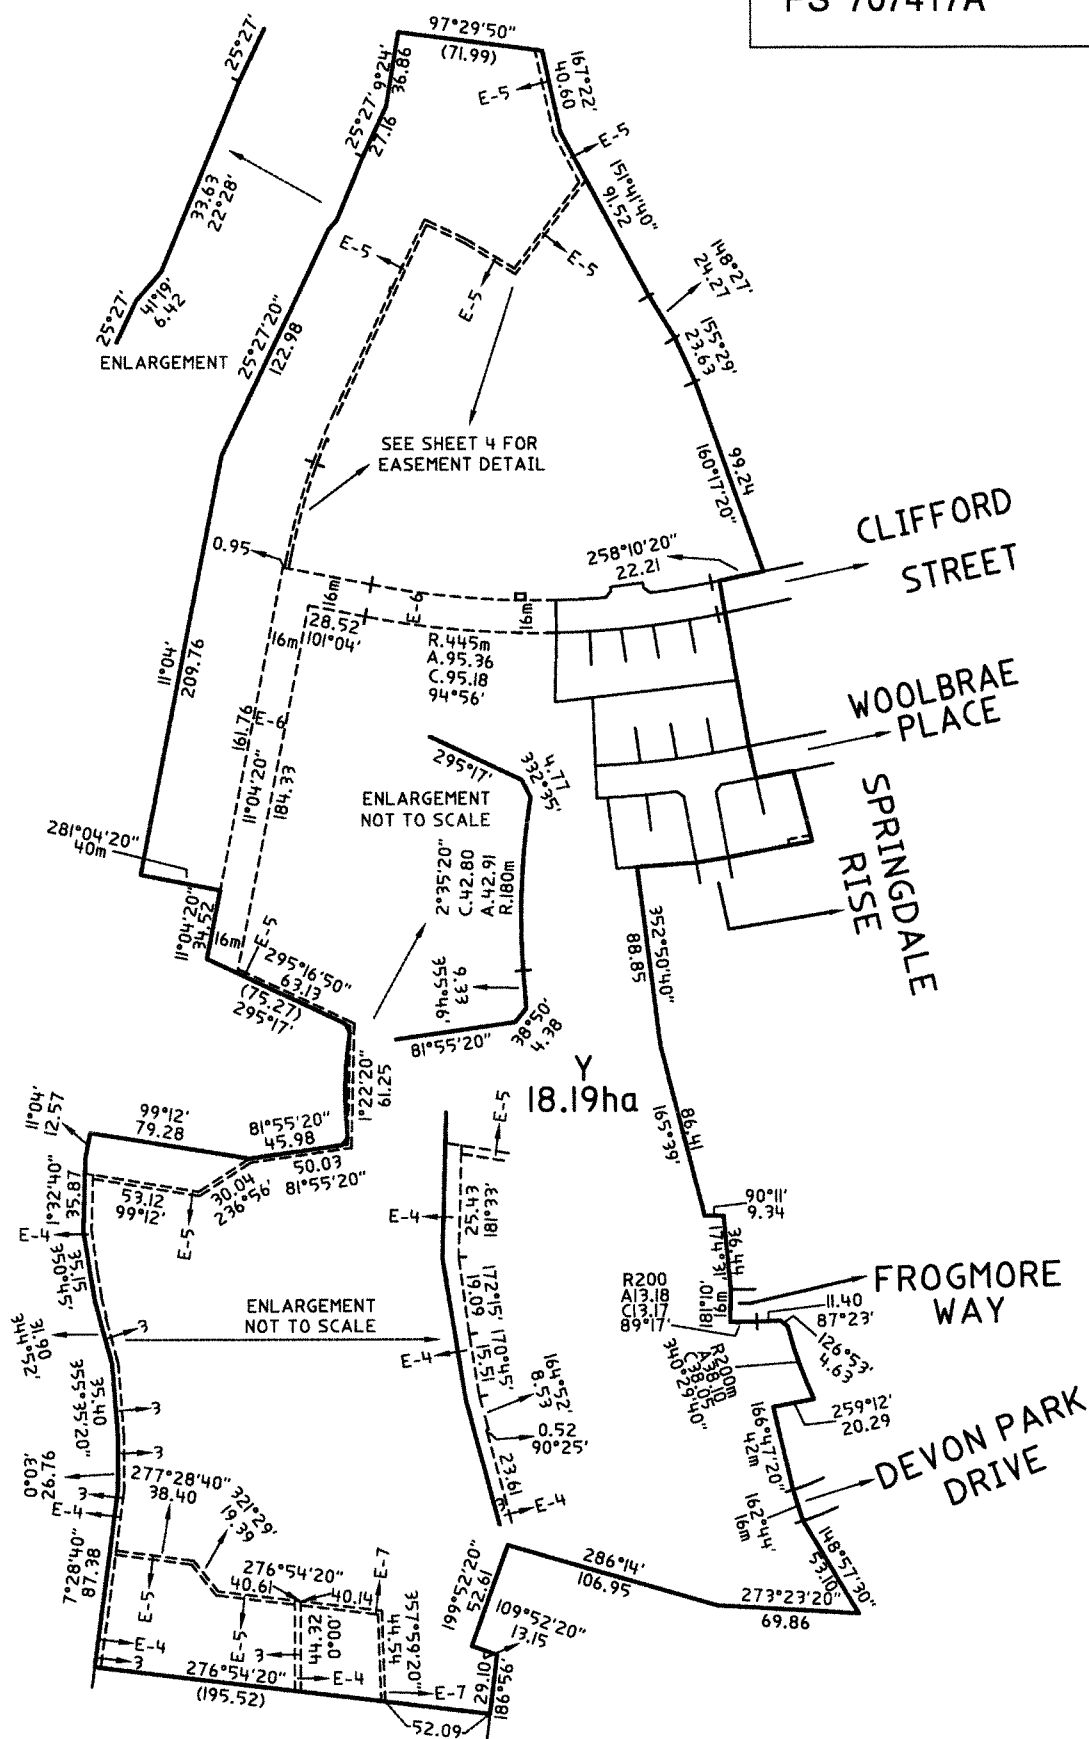 PS 707417A
97°29'50"
(71.99)
25°27'
9°24'
36.86
167°22'
40.60
E-5
25°27'
27.16
E-5
151°41'40"
91.52
33.63
22°28'
E-5
E-5
E-5
148°27'
24.27
25°27'
41°19'
6.42
ENLARGEMENT
25°27'20"
122.98
155°29'
23.63
SEE SHEET 4 FOR
EASEMENT DETAIL
99.24
160°17'20"
CLIFFORD
STREET
0.95
258°10'20"
22.21
16m
E-6
16m
28.52
101°04'
16m
R.445m
A.95.36
C.95.18
94°56'
11°04'
209.76
161.76
E-6
11°04'20"
184.33
WOOLBRAE
PLACE
295°17'
4.77
332°35'
ENLARGEMENT
NOT TO SCALE
SPRINGDALE
RISE
281°04'20"
40m
2°35'20"
C.42.80
A.42.91
R.180m
11°04'20"
34.52
16m
E-5
295°16'50"
63.13
(75.27)
295°17'
9.33
355°46'
352°50'40"
88.85
81°55'20"
38°50'
4.38
Y
18.19ha
1°22'20"
61.25
11°04'
12.57
99°12'
79.28
81°55'20"
45.98
50.03
81°55'20"
E-5
86.41
165°39'
53.12
99°12'
30.04
236°56'
E-5
1°32'40"
35.87
E-4
E-4
25.43
181°33'
90°11'
9.34
36.44
174°31'
350°45'
35.15
172°15'
19.09
R200
A13.18
C13.17
89°17'
181°01'
16m
FROGMORE
WAY
11.40
87°23'
126°53'
4.63
ENLARGEMENT
NOT TO SCALE
344°52'
31.90
3
E-4
170°45'
15.51
R200m
A38.10
C38.05
340°29'40"
164°52'
8.53
0.52
90°25'
259°12'
20.29
35.40
355°35'20"
3
3
0°03'
26.76
3
E-4
277°28'40"
38.40
321°29'
19.39
23.61
3
E-4
166°47'20"
42m
DEVON PARK
DRIVE
162°44'
16m
148°57'30"
53.10
7°28'40"
87.38
E-5
276°54'20"
40.61
40.14
E-7
199°52'20"
52.61
286°14'
106.95
273°23'20"
69.86
E-5
3
44.32
0°00'
357°59'20"
44.54
109°52'20"
13.15
E-4
3
276°54'20"
(195.52)
E-4
E-7
29.10
186°56'
52.09